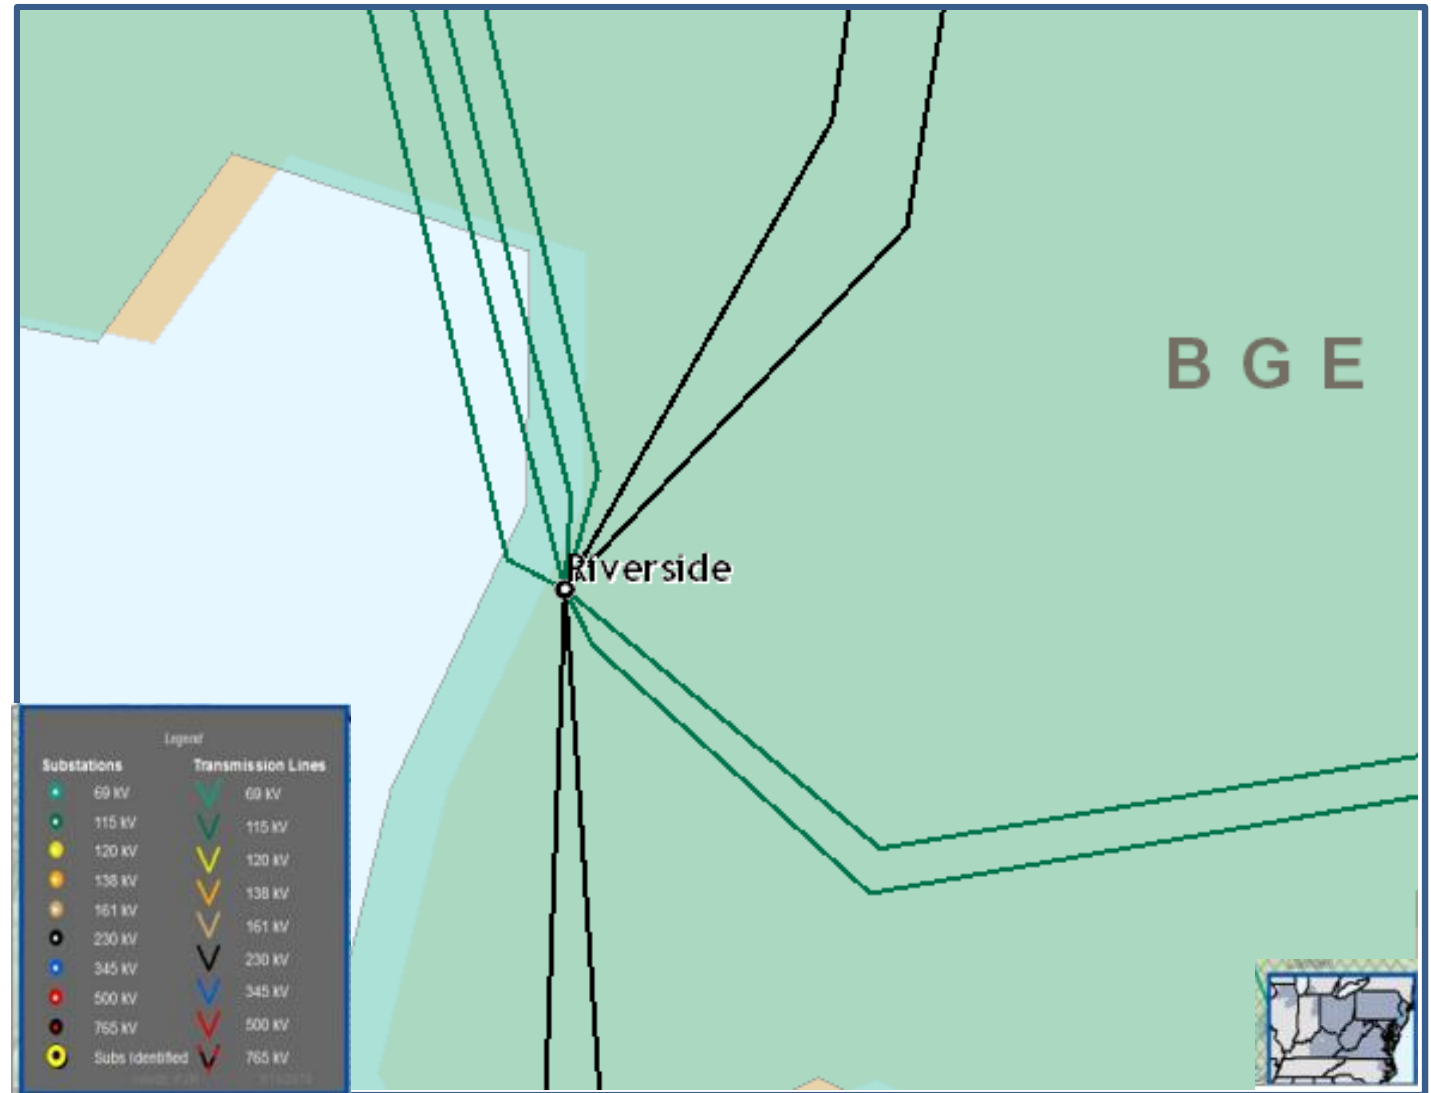 Riverside
B G E
Legend
Substations Transmission Lines
69 KV 69 KV
115 KV 115 KV
120 KV 120 KV
138 KV 138 KV
161 KV 161 KV
230 KV 230 KV
345 KV 345 KV
500 KV 500 KV
765 KV 765 KV
Subs Identified